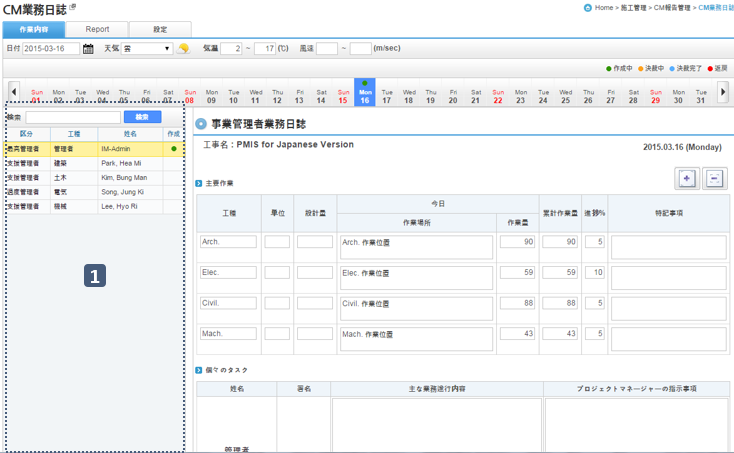 CM業務日誌
Home > 施工管理 > CM報告管理 > CM業務日誌
作業内容 Report 設定
日付 2015-03-16 天気 雲 気温 2 ~ 17 (℃) 風速 ~ (m/sec)
作成中 決裁中 決裁完了 返戻
Sun Mon Tue Wed Thu Fri Sat Sun Mon Tue Wed Thu Fri Sat Sun Mon Tue Wed Thu Fri Sat Sun Mon Tue Wed Thu Fri Sat Sun Mon Tue
01 02 03 04 05 06 07 08 09 10 11 12 13 14 15 16 17 18 19 20 21 22 23 24 25 26 27 28 29 30 31
検索 検索
区分 工種 姓名 作成
最高管理者 管理者 IM-Admin
支援管理者 建築 Park, Hea Mi
支援管理者 土木 Kim, Bung Man
過度管理者 電気 Song, Jung Ki
支援管理者 機械 Lee, Hyo Ri
1
事業管理者業務日誌
工事名 : PMIS for Japanese Version
2015.03.16 (Monday)
主要作業
工種 単位 設計量 今日 累計作業量 進捗% 特記事項
作業場所 作業量
Arch. Arch. 作業位置 90 90 5
Elec. Elec. 作業位置 59 59 10
Civil. Civil. 作業位置 88 88 5
Mach. Mach. 作業位置 43 43 5
個々のタスク
姓名 署名 主な業務進行内容 プロジェクトマネージャーの指示事項
管理者